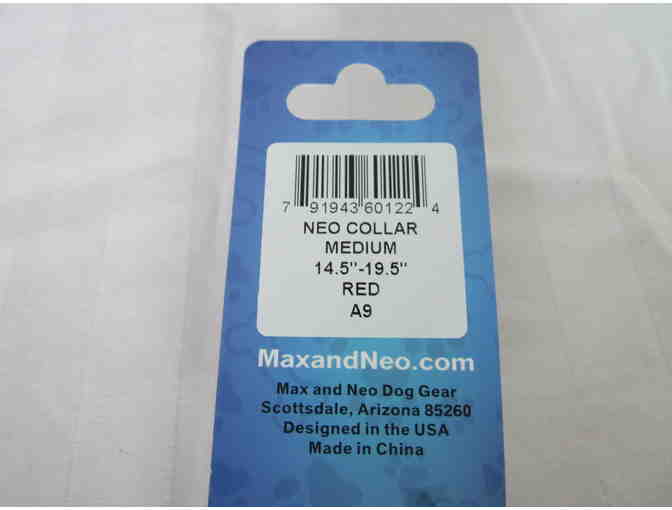 7 91943 60122 4
NEO COLLAR
MEDIUM
14.5"-19.5"
RED
A9
MaxandNeo.com
Max and Neo Dog Gear
Scottsdale, Arizona 85260
Designed in the USA
Made in China